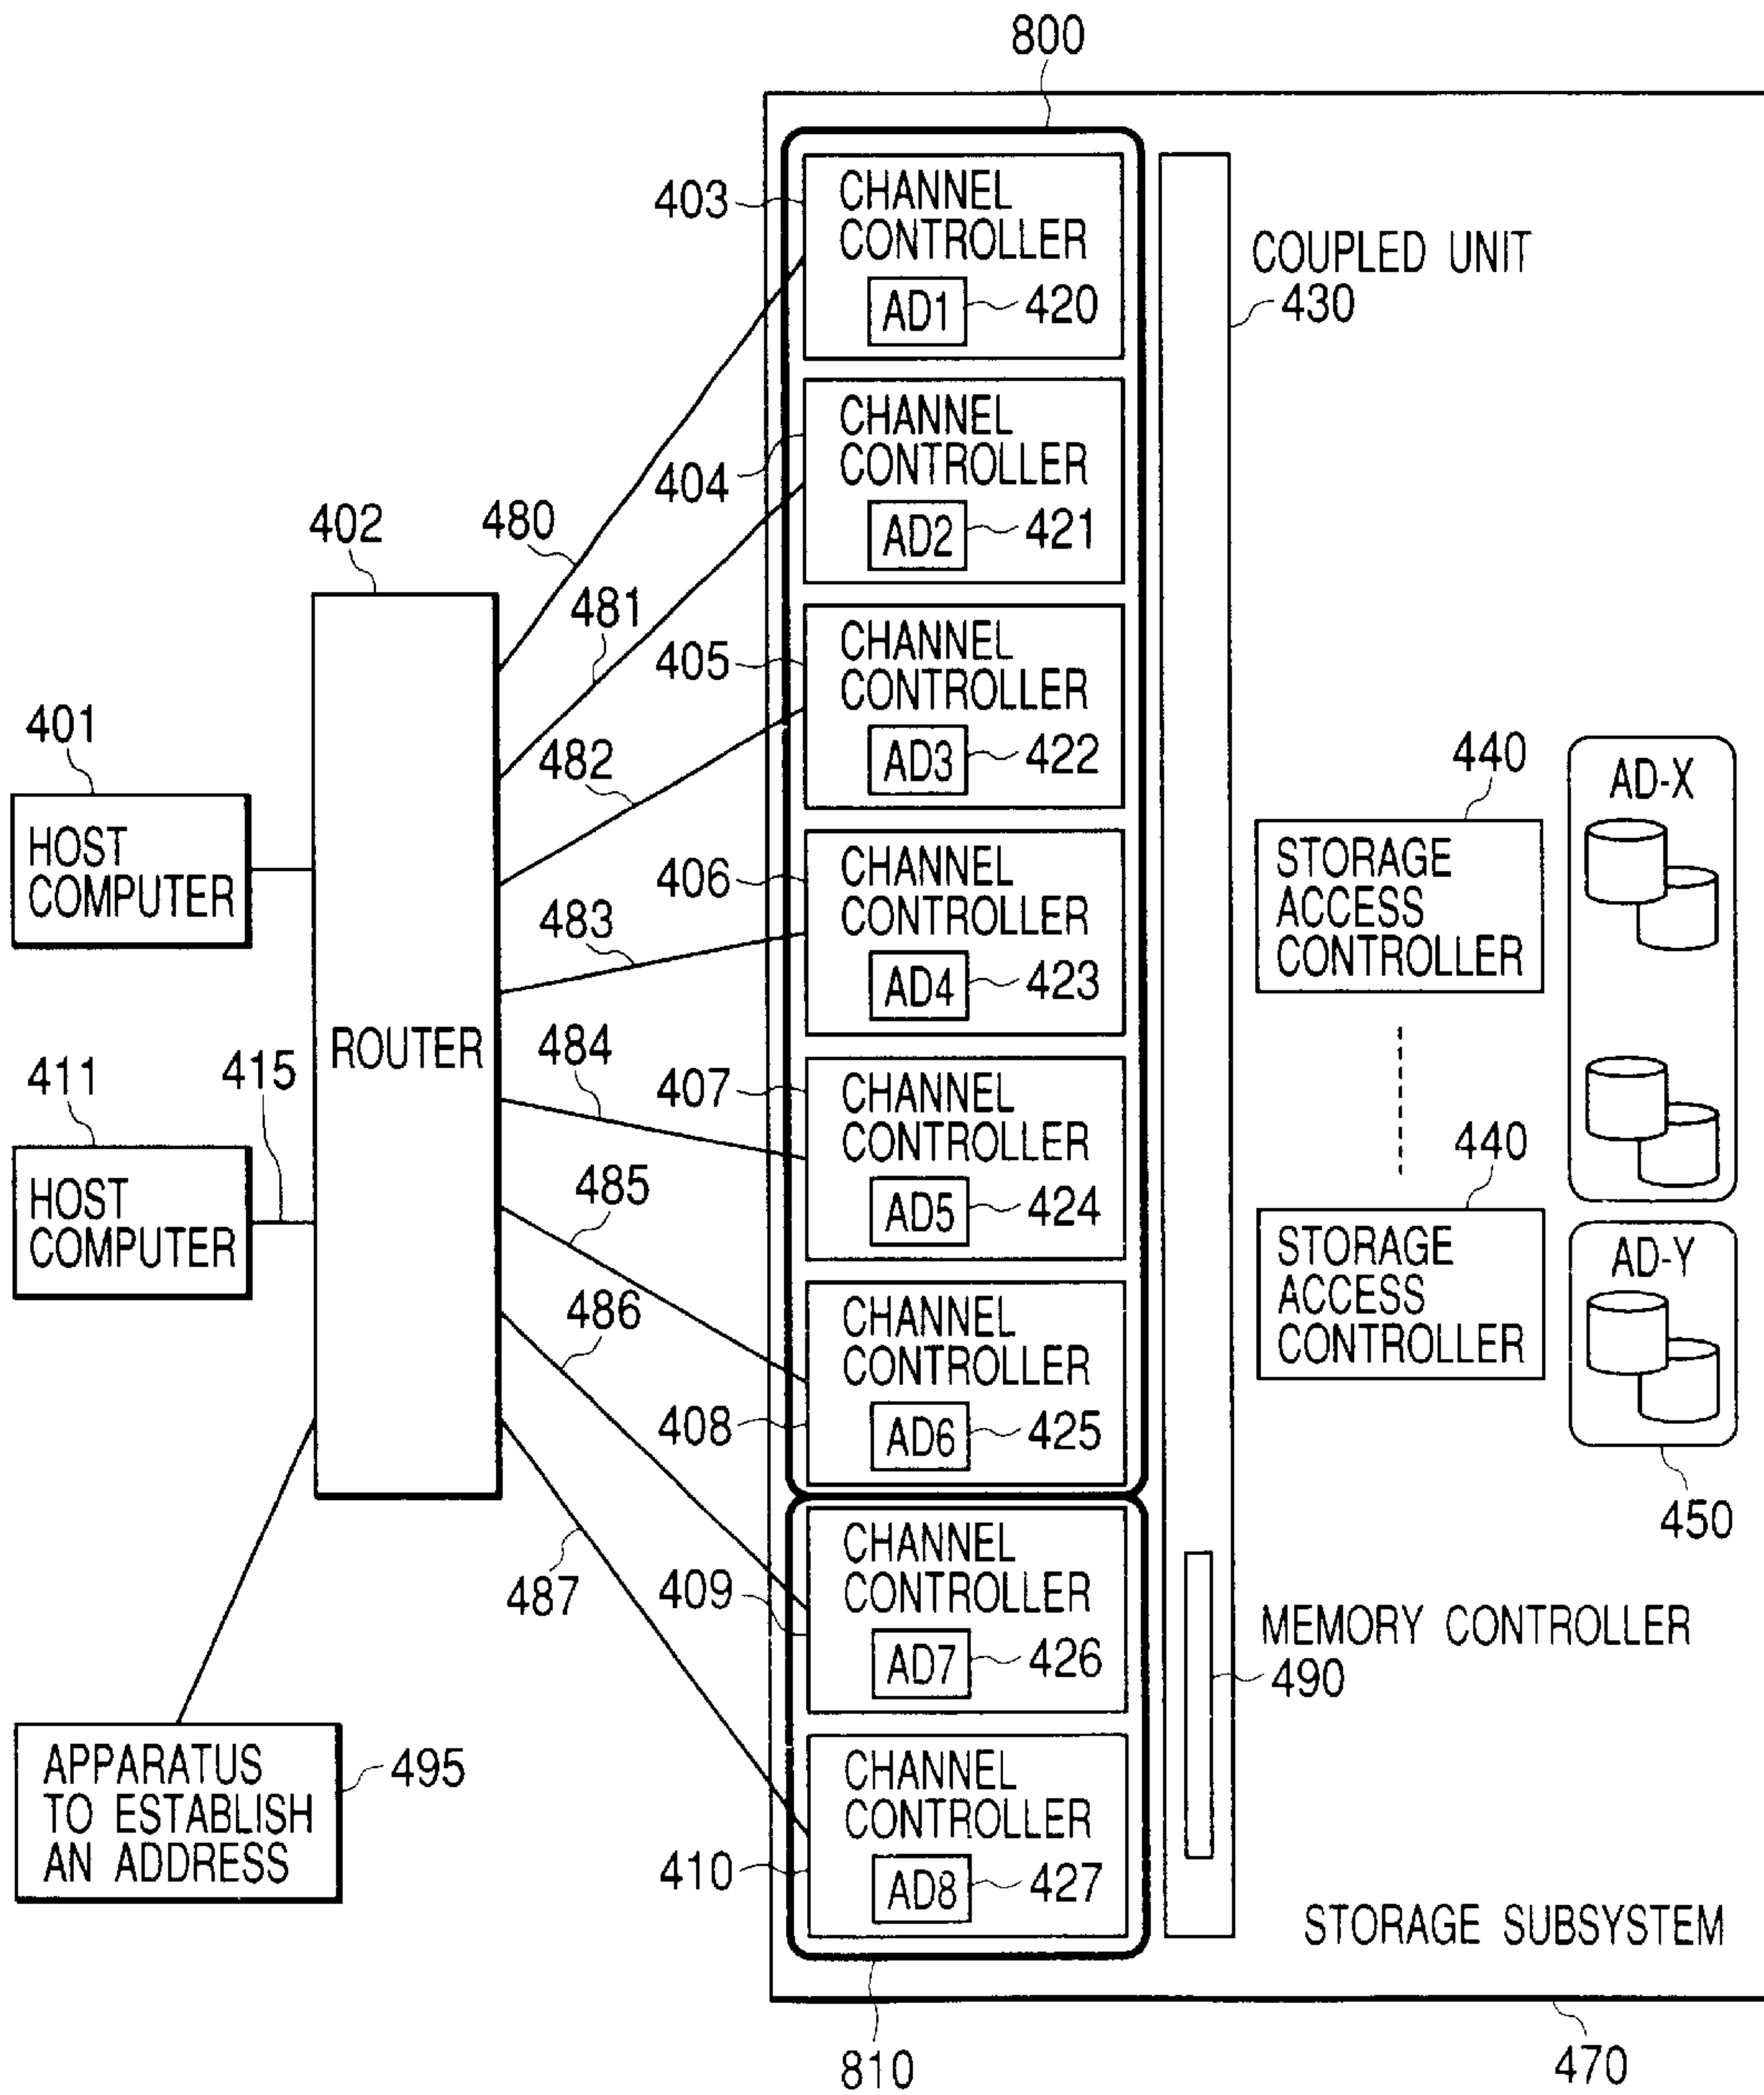 800
403
CHANNEL
CONTROLLER
AD1
420
COUPLED UNIT
430
404
CHANNEL
CONTROLLER
AD2
421
402
480
481
405
CHANNEL
CONTROLLER
AD3
422
401
HOST
COMPUTER
482
440
STORAGE
ACCESS
CONTROLLER
AD-X
406
CHANNEL
CONTROLLER
AD4
423
483
ROUTER
411
415
HOST
COMPUTER
484
407
CHANNEL
CONTROLLER
AD5
424
440
STORAGE
ACCESS
CONTROLLER
AD-Y
450
485
486
408
CHANNEL
CONTROLLER
AD6
425
487
409
CHANNEL
CONTROLLER
AD7
426
MEMORY CONTROLLER
490
APPARATUS
TO ESTABLISH
AN ADDRESS
495
410
CHANNEL
CONTROLLER
AD8
427
STORAGE SUBSYSTEM
810
470